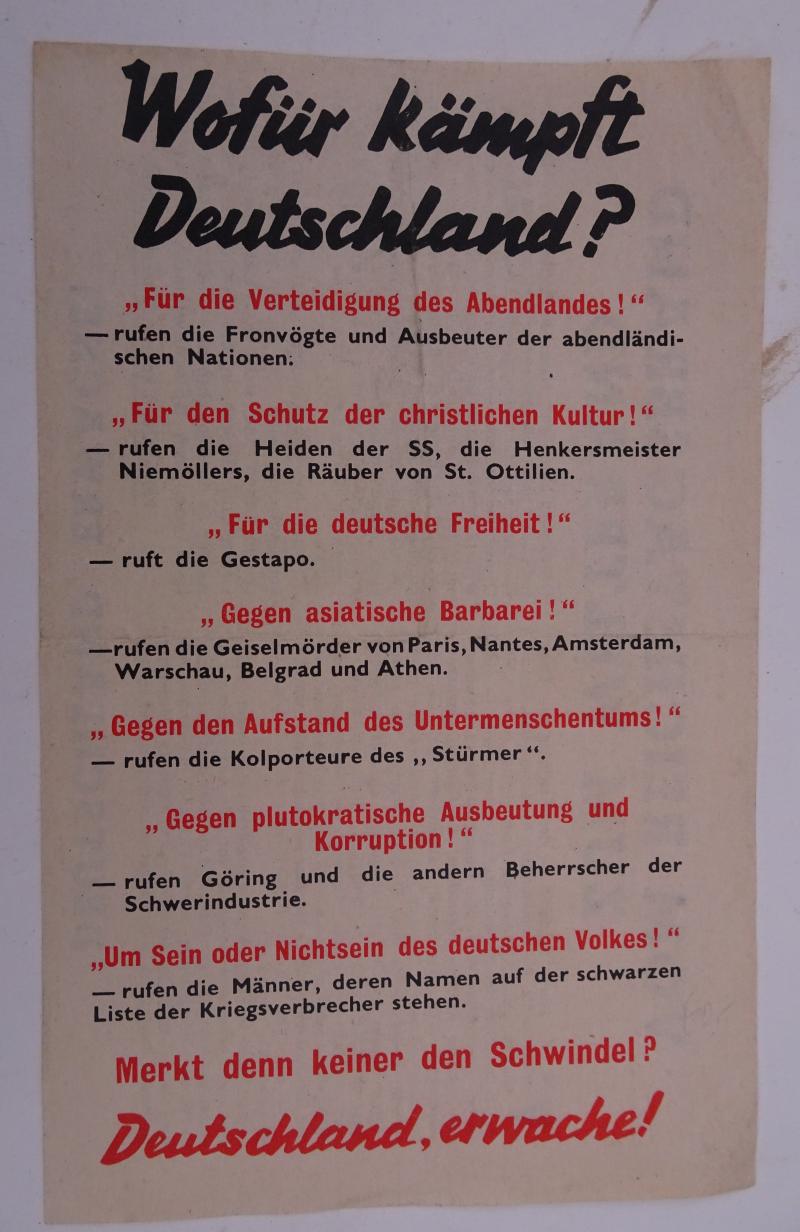 Wofür kämpft
Deutschland?
„Für die Verteidigung des Abendlandes!“
— rufen die Fronvögte und Ausbeuter der abendländi-
schen Nationen.
„Für den Schutz der christlichen Kultur!“
— rufen die Heiden der SS, die Henkersmeister
Niemöllers, die Räuber von St. Ottilien.
„Für die deutsche Freiheit!“
— ruft die Gestapo.
„Gegen asiatische Barbarei!“
—rufen die Geiselmörder von Paris, Nantes, Amsterdam,
Warschau, Belgrad und Athen.
„Gegen den Aufstand des Untermenschentums!“
— rufen die Kolporteure des „Stürmer“.
„Gegen plutokratische Ausbeutung und
Korruption!“
— rufen Göring und die andern Beherrscher der
Schwerindustrie.
„Um Sein oder Nichtsein des deutschen Volkes!“
— rufen die Männer, deren Namen auf der schwarzen
Liste der Kriegsverbrecher stehen.
Merkt denn keiner den Schwindel?
Deutschland, erwache!